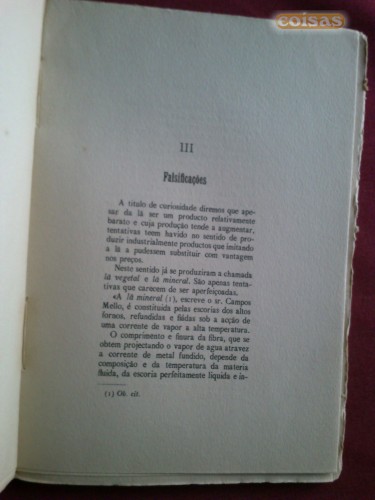 coisas
III
Falsificações
A titulo de curiosidade diremos que ape-
sar da lã ser um producto relativamente
barato e cuja produção tende a augmentar,
tentativas teem havido no sentido de pro-
duzir industrialmente productos que imitando
a lã a pudessem substituir com vantagem
nos preços.
Neste sentido já se produziram a chamada
lã vegetal e lã mineral. São apenas tenta-
tivas que carecem de ser aperfeiçoadas.
«A lã mineral (1), escreve o sr. Campos
Mello, é constituida pelas escorias dos altos
fornos, refundidas e fiádas sob a acção de
uma corrente de vapor a alta temperatura.
O comprimento e finura da fibra, que se
obtem projectando o vapor de agua atravez
a corrente de metal fundido, depende da
composição e da temperatura da materia
fluida, da escoria perfeitamente liquida e in-
(1) Ob. cit.